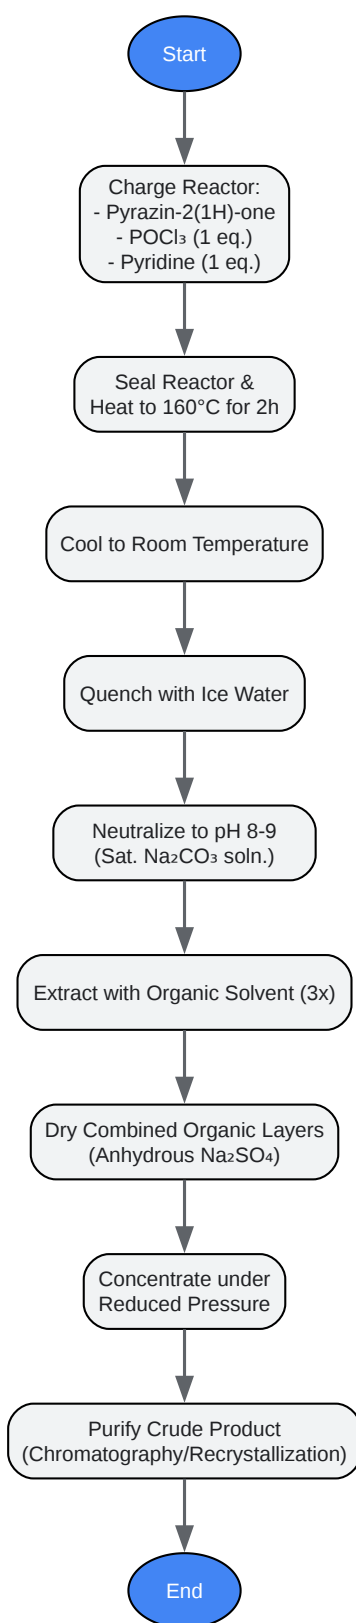 Start
Charge Reactor:
- Pyrazin-2(1H)-one
- POCl₃ (1 eq.)
- Pyridine (1 eq.)
Seal Reactor &
Heat to 160°C for 2h
Cool to Room Temperature
Quench with Ice Water
Neutralize to pH 8-9
(Sat. Na₂CO₃ soln.)
Extract with Organic Solvent (3x)
Dry Combined Organic Layers
(Anhydrous Na₂SO₄)
Concentrate under
Reduced Pressure
Purify Crude Product
(Chromatography/Recrystallization)
End